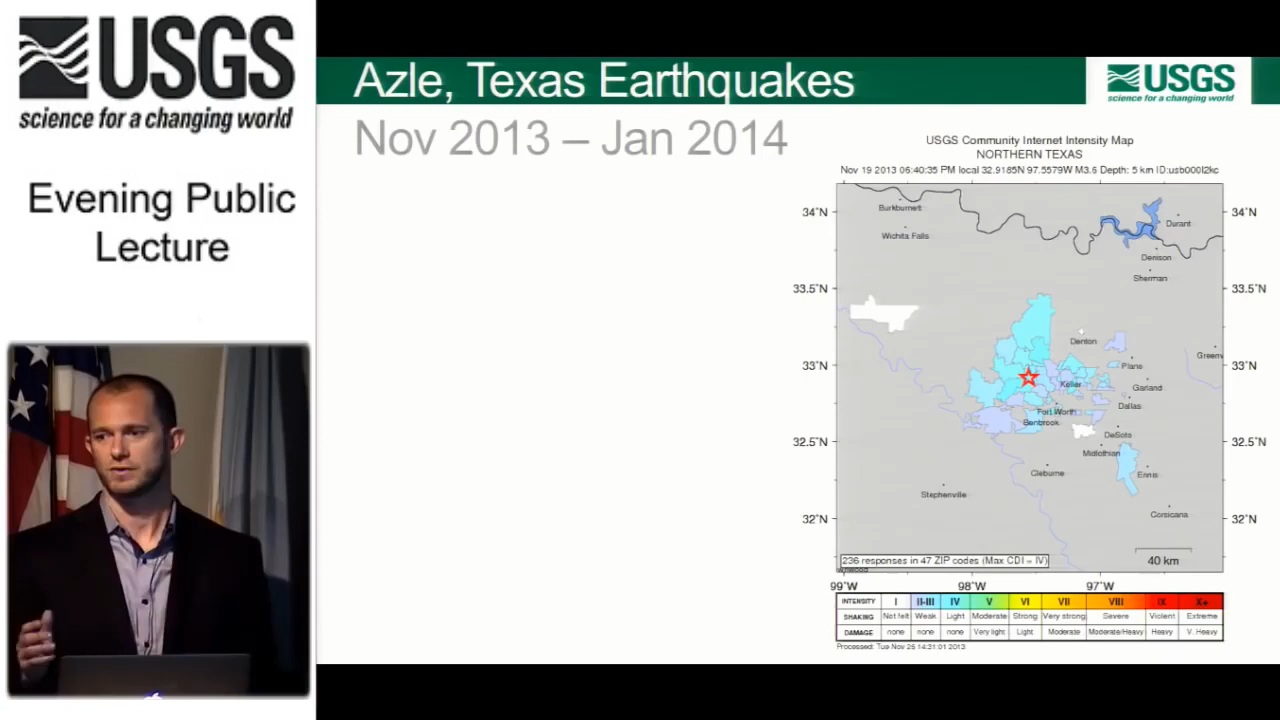 USGS
science for a changing world
Evening Public
Lecture
Azle, Texas Earthquakes
USGS
science for a changing world
Nov 2013 – Jan 2014
USGS Community Internet Intensity Map
NORTHERN TEXAS
Nov 19 2013 06:40:35 PM local 32.9185N 97.5579W M3.6 Depth: 5 km ID:usb000l2kc
34˚N
34˚N
33.5˚N
33.5˚N
33˚N
33˚N
32.5˚N
32.5˚N
32˚N
32˚N
Burkburnett
Wichita Falls
Durant
Denison
Sherman
Denton
Greenv
Plano
Keller
Garland
Dallas
Fort Worth
Benbrook
DeSoto
Midlothian
Cleburne
Ennis
Stephenville
Corsicana
236 responses in 47 ZIP codes (Max CDI = IV)
40 km
99˚W
98˚W
97˚W
INTENSITY I II-III IV V VI VII VIII IX X+
SHAKING Not felt Weak Light Moderate Strong Very strong Severe Violent Extreme
DAMAGE none none none Very light Light Moderate Moderate/Heavy Heavy V. Heavy
Processed: Tue Nov 26 14:31:01 2013